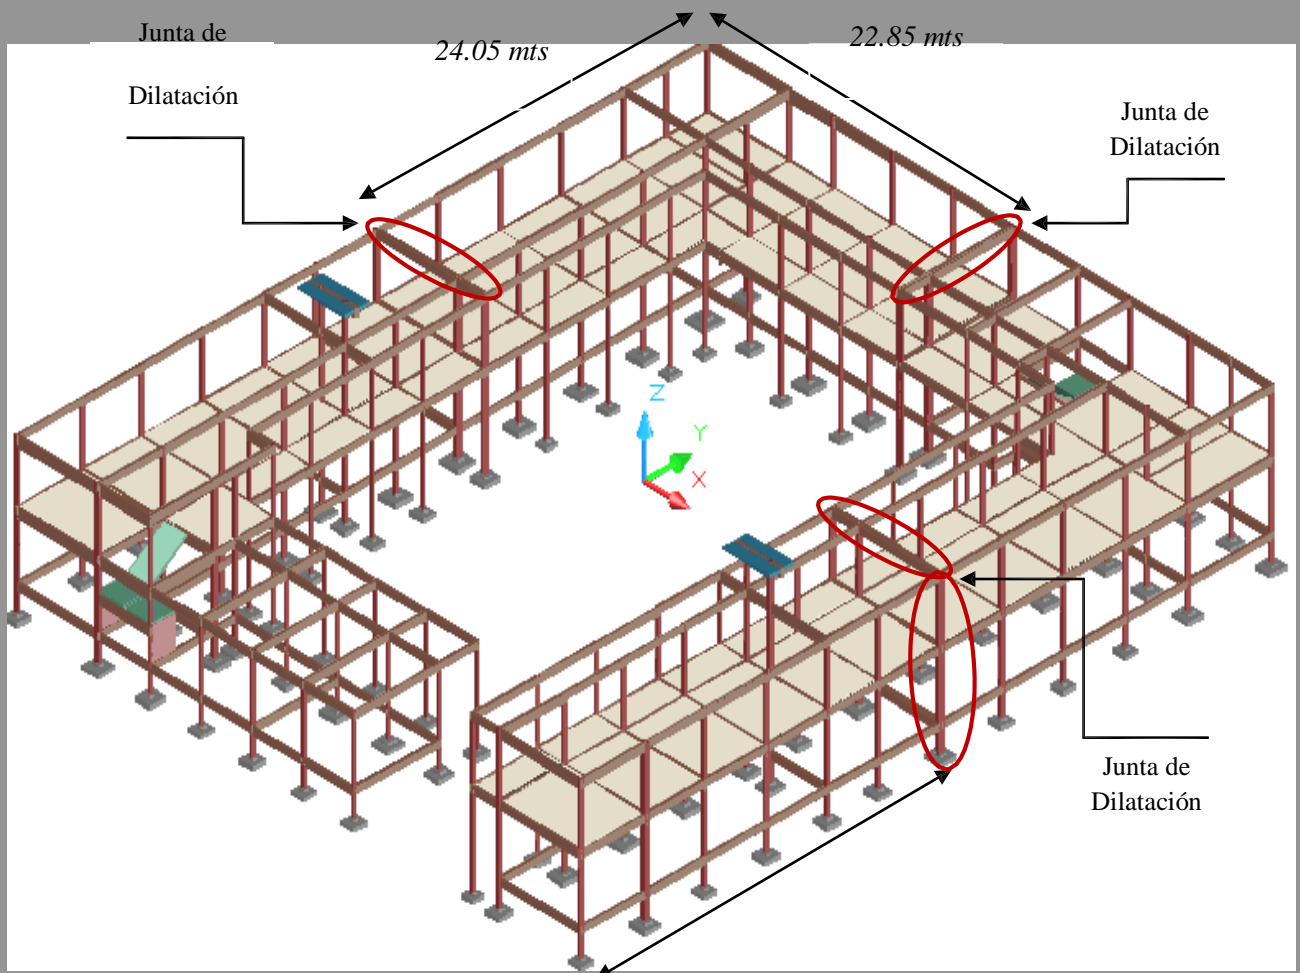 Junta de
Dilatación
24.05 mts
22.85 mts
Junta de
Dilatación
Z
Y
X
Junta de
Dilatación